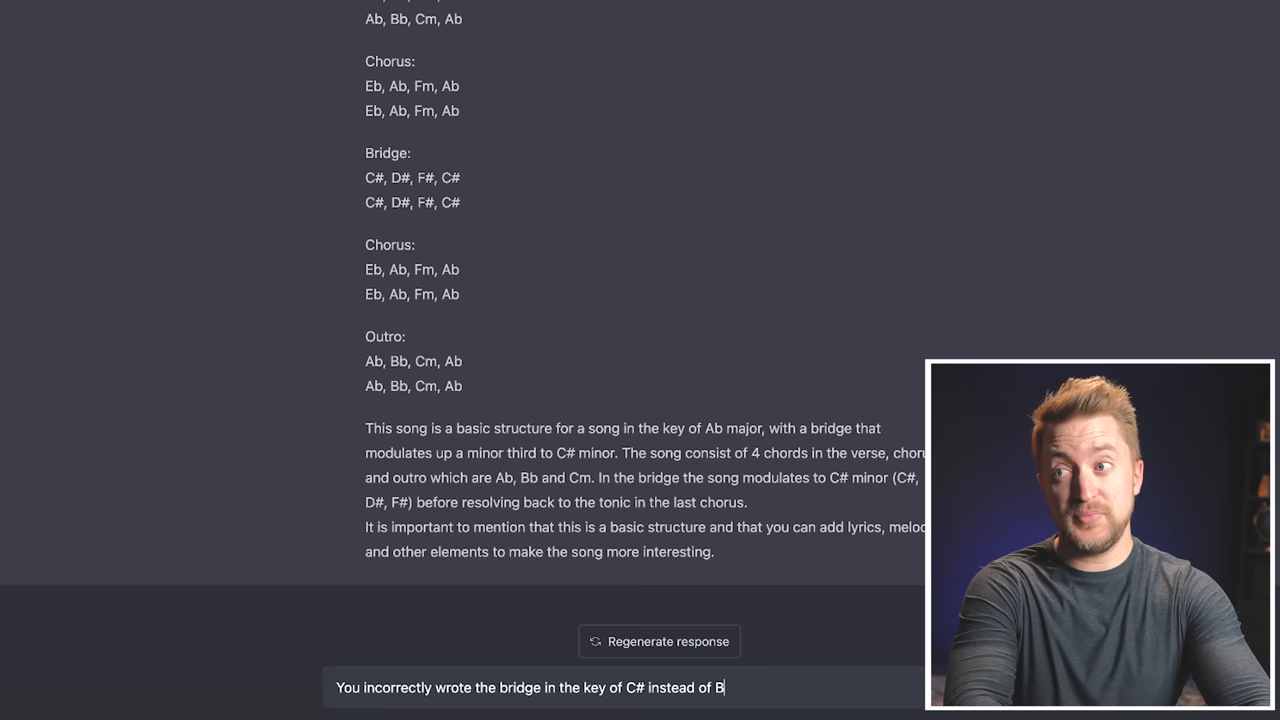 Ab, Bb, Cm, Ab
Chorus:
Eb, Ab, Fm, Ab
Eb, Ab, Fm, Ab
Bridge:
C#, D#, F#, C#
C#, D#, F#, C#
Chorus:
Eb, Ab, Fm, Ab
Eb, Ab, Fm, Ab
Outro:
Ab, Bb, Cm, Ab
Ab, Bb, Cm, Ab
This song is a basic structure for a song in the key of Ab major, with a bridge that
modulates up a minor third to C# minor. The song consist of 4 chords in the verse,
and outro which are Ab, Bb and Cm. In the bridge the song modulates to C# minor (C#,
D#, F#) before resolving back to the tonic in the last chorus.
It is important to mention that this is a basic structure and that you can add lyrics,
and other elements to make the song more interesting.
Regenerate response
You incorrectly wrote the bridge in the key of C# instead of B